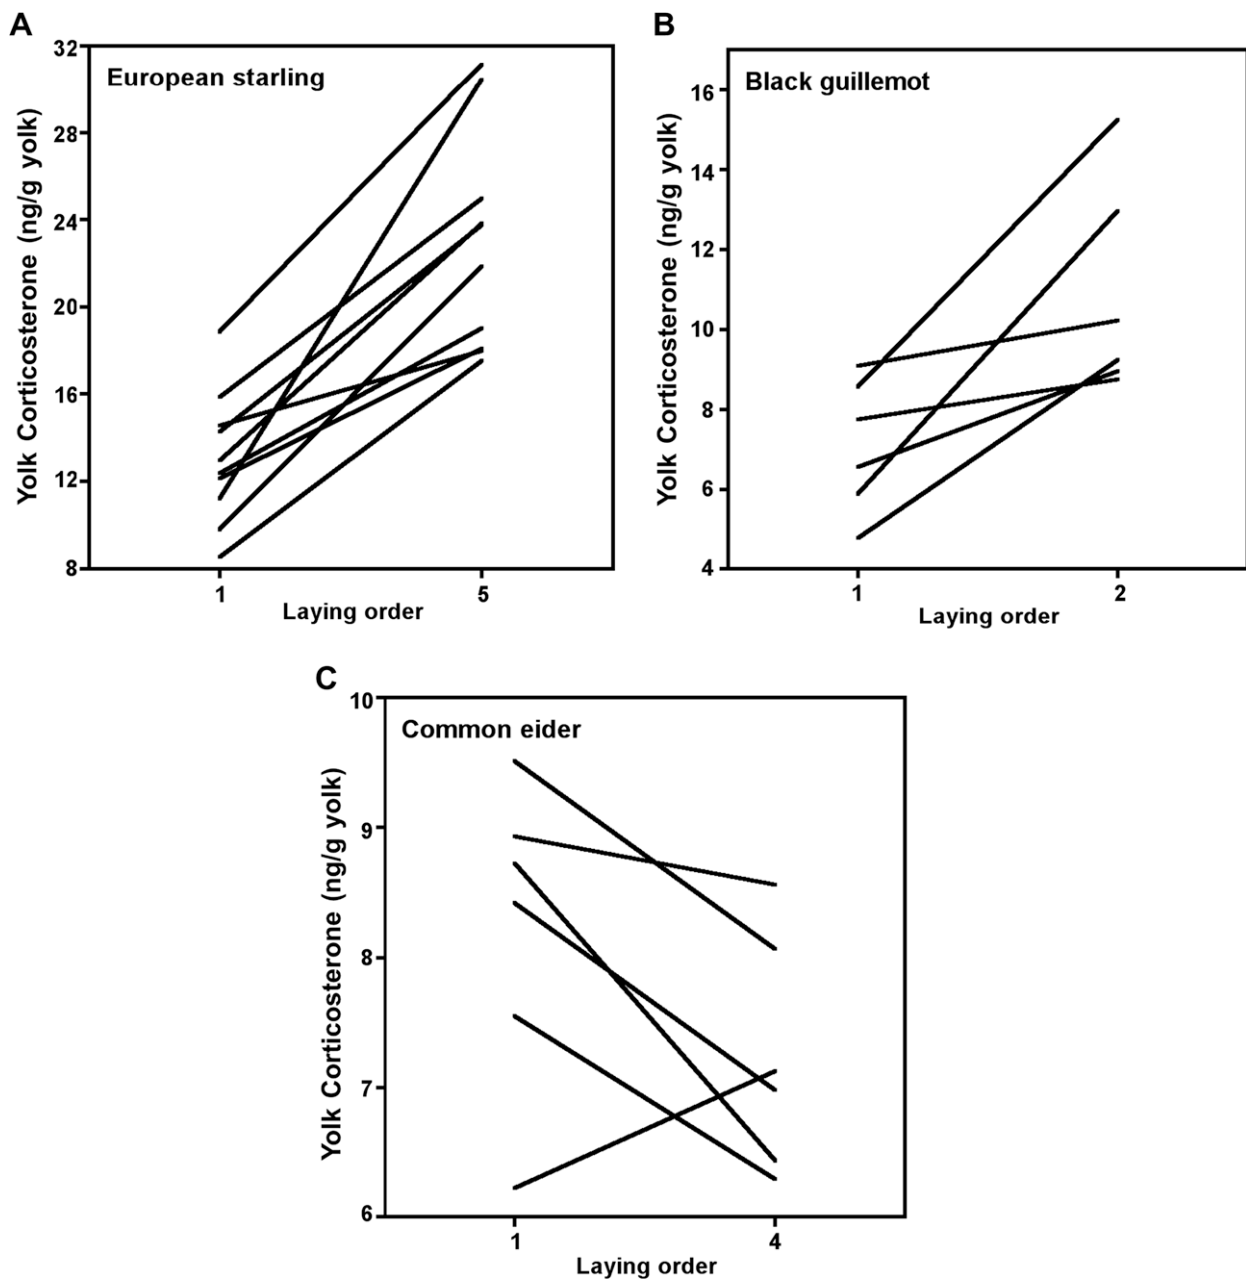 A
European starling
Yolk Corticosterone (ng/g yolk)
32
28
24
20
16
12
8
1 5
Laying order
B
Black guillemot
Yolk Corticosterone (ng/g yolk)
16
14
12
10
8
6
4
1 2
Laying order
C
Common eider
Yolk Corticosterone (ng/g yolk)
10
9
8
7
6
1 4
Laying order